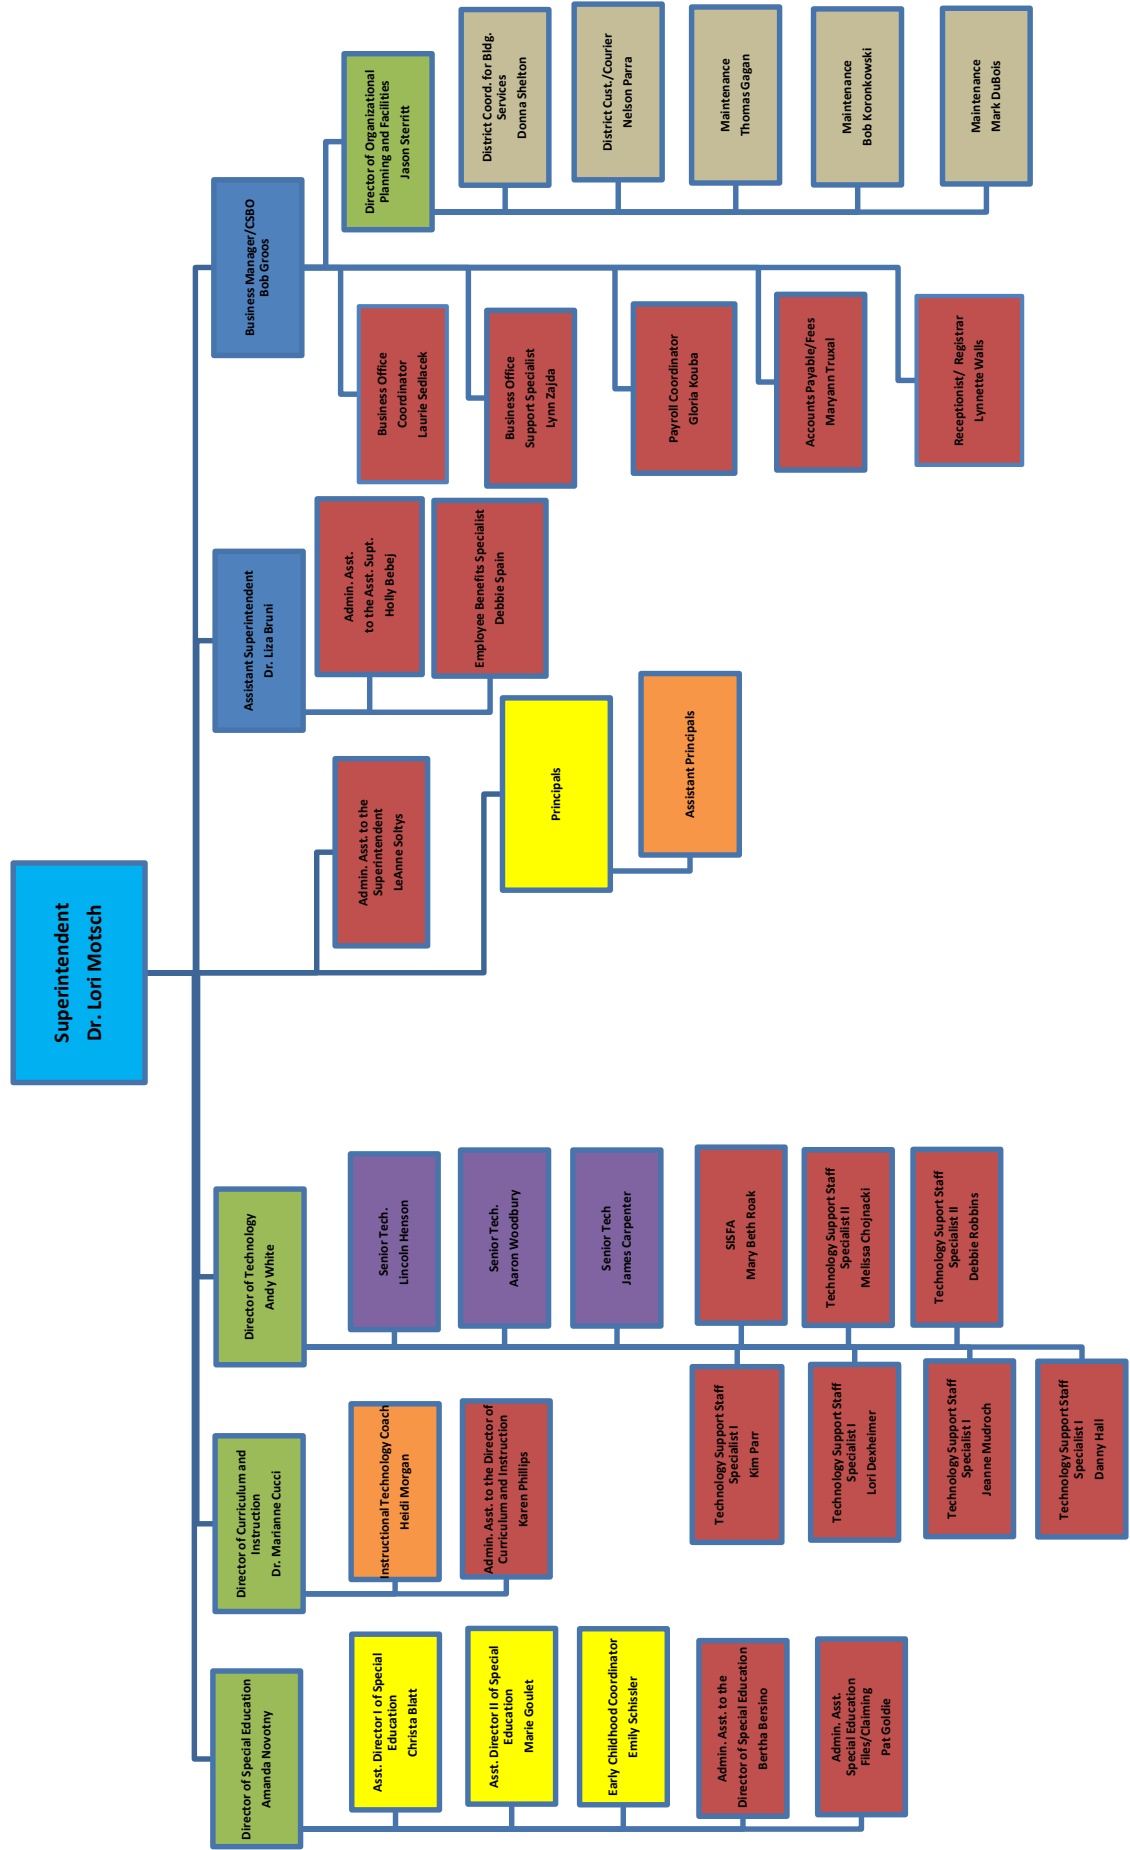 Superintendent
Dr. Lori Motsch
Director of Special Education
Amanda Novotny
Director of Curriculum and
Instruction
Dr. Marianne Cucci
Director of Technology
Andy White
Assistant Superintendent
Dr. Liza Bruni
Business Manager/CSBO
Bob Groos
Asst. Director I of Special
Education
Christa Blatt
Asst. Director II of Special
Education
Marie Goulet
Early Childhood Coordinator
Emily Schissler
Admin. Asst. to the
Director of Special Education
Bertha Bersino
Admin. Asst.
Special Education
Files/Claiming
Pat Goldie
Instructional Technology Coach
Heidi Morgan
Admin. Asst. to the Director of
Curriculum and Instruction
Karen Phillips
Senior Tech.
Lincoln Henson
Senior Tech.
Aaron Woodbury
Senior Tech
James Carpenter
SISFA
Mary Beth Roak
Technology Support Staff
Specialist II
Melissa Chojnacki
Technology Suport Staff
Specialist II
Debbie Robbins
Technology Support Staff
Specialist I
Kim Parr
Technology Support Staff
Specialist I
Lori Dexheimer
Technology Support Staff
Specialist I
Jeanne Mudroch
Technology Support Staff
Specialist I
Danny Hall
Admin. Asst. to the
Superintendent
LeAnne Soltys
Principals
Assistant Principals
Admin. Asst.
to the Asst. Supt.
Holly Bebej
Employee Benefits Specialist
Debbie Spain
Business Office
Coordinator
Laurie Sedlacek
Business Office
Support Specialist
Lynn Zajda
Payroll Coordinator
Gloria Kouba
Accounts Payable/Fees
Maryann Truxal
Receptionist/ Registrar
Lynnette Walls
Director of Organizational
Planning and Facilities
Jason Sterritt
District Coord. for Bldg.
Services
Donna Shelton
District Cust./Courier
Nelson Parra
Maintenance
Thomas Gagan
Maintenance
Bob Koronkowski
Maintenance
Mark DuBois